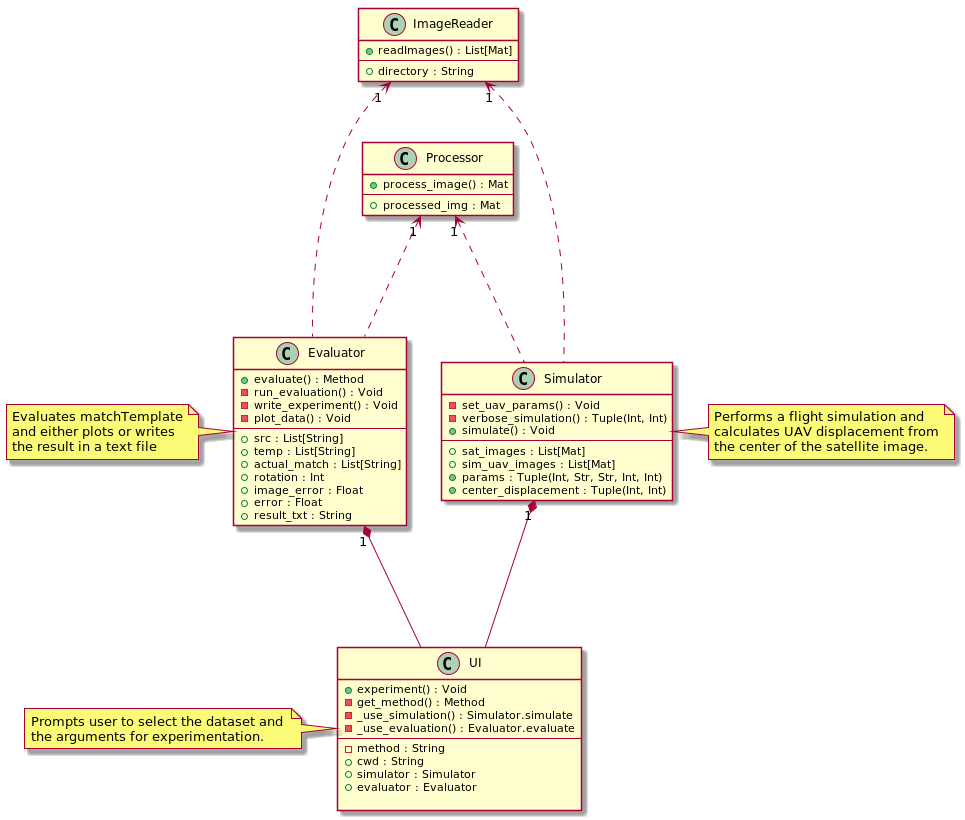 C ImageReader
readImages() : List[Mat]
directory : String
1
1
C Processor
process_image() : Mat
processed_img : Mat
1
1
C Evaluator
evaluate() : Method
run_evaluation() : Void
write_experiment() : Void
plot_data() : Void
src : List[String]
temp : List[String]
actual_match : List[String]
rotation : Int
image_error : Float
error : Float
result_txt : String
1
Evaluates matchTemplate
and either plots or writes
the result in a text file
C Simulator
set_uav_params() : Void
verbose_simulation() : Tuple(Int, Int)
simulate() : Void
sat_images : List[Mat]
sim_uav_images : List[Mat]
params : Tuple(Int, Str, Str, Int, Int)
center_displacement : Tuple(Int, Int)
1
Performs a flight simulation and
calculates UAV displacement from
the center of the satellite image.
C UI
experiment() : Void
get_method() : Method
_use_simulation() : Simulator.simulate
_use_evaluation() : Evaluator.evaluate
method : String
cwd : String
simulator : Simulator
evaluator : Evaluator
Prompts user to select the dataset and
the arguments for experimentation.